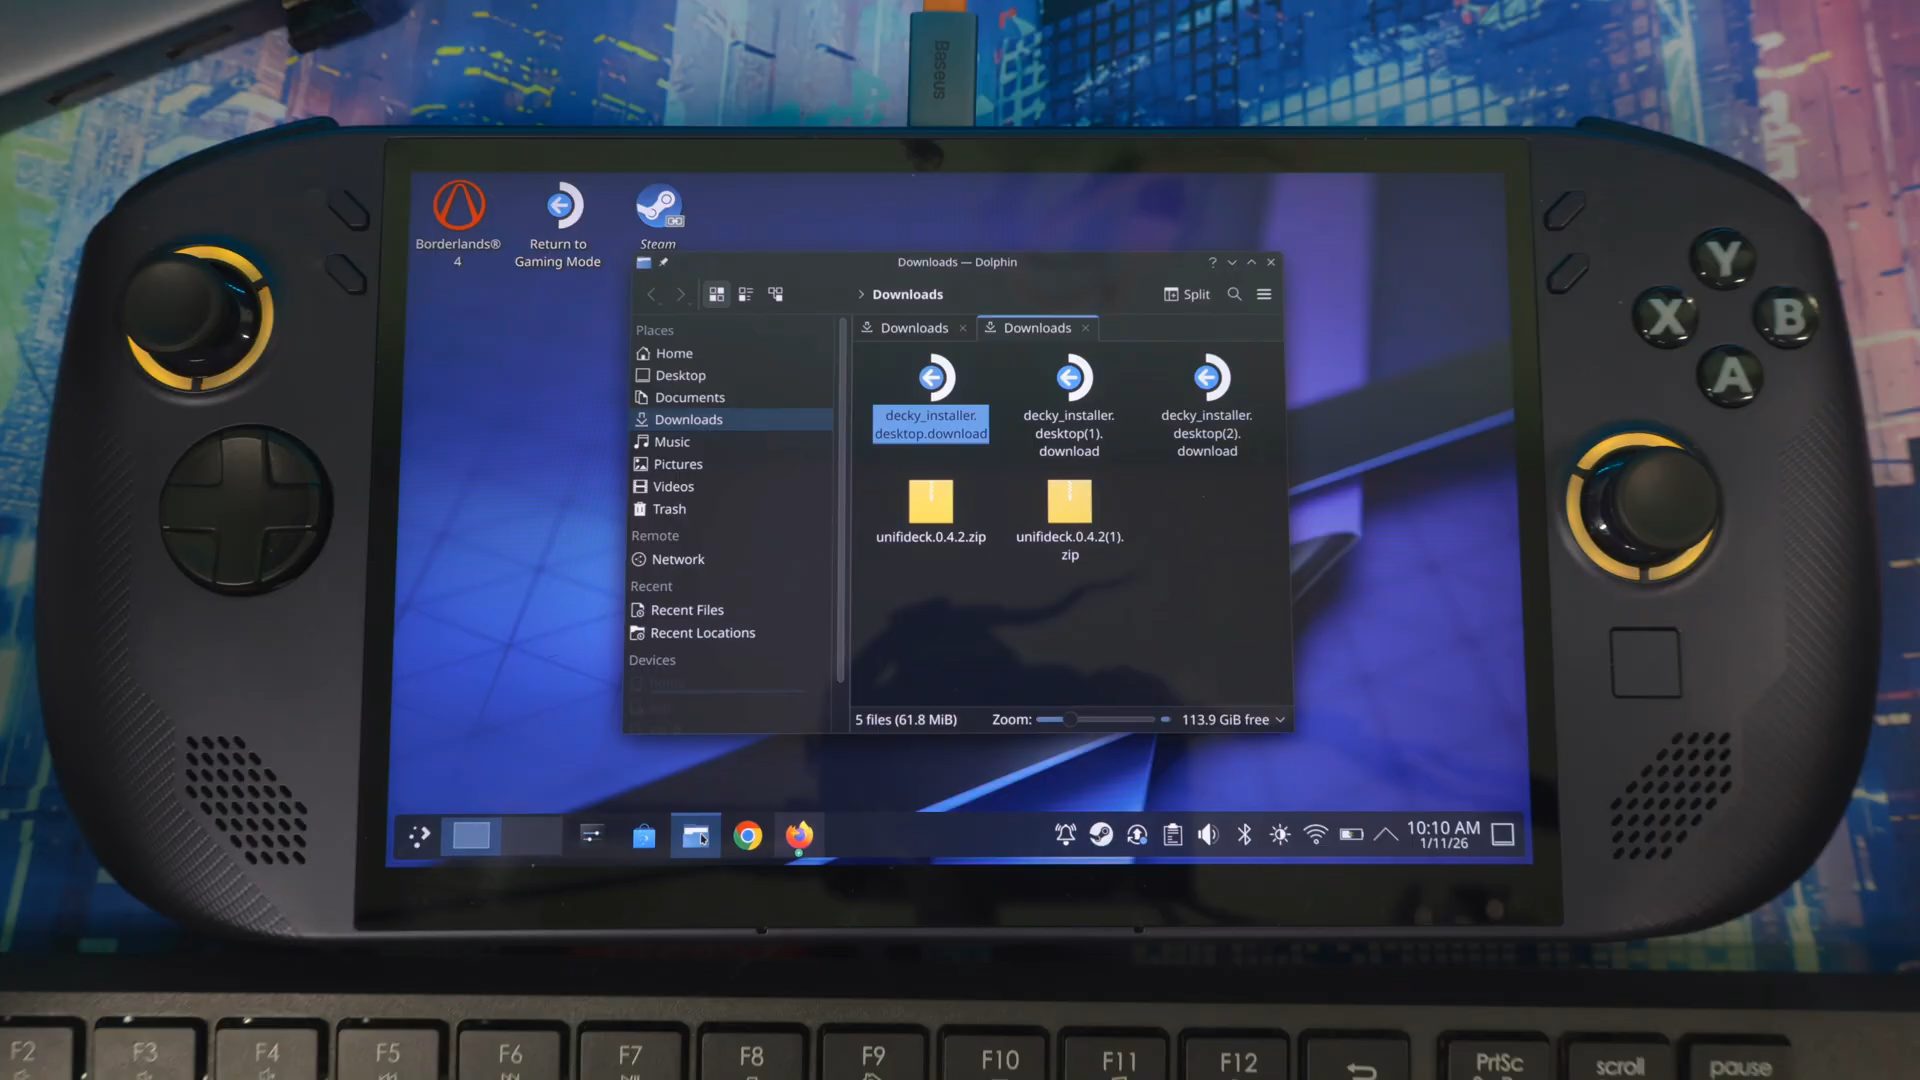 Baseus
Borderlands®
4
Return to
Gaming Mode
Steam
Downloads — Dolphin
?
Downloads
Split
Places
Home
Desktop
Documents
Downloads
Music
Pictures
Videos
Trash
Remote
Network
Recent
Recent Files
Recent Locations
Devices
Downloads
Downloads
decky_installer.
desktop.download
decky_installer.
desktop(1).
download
decky_installer.
desktop(2).
download
unifideck.0.4.2.zip
unifideck.0.4.2(1).
zip
5 files (61.8 MiB)
Zoom:
113.9 GiB free
10:10 AM
1/11/26
Y
X
B
A
F2
F3
F4
F5
F6
F7
F8
F9
F10
F11
F12
PrtSc
scroll
pause